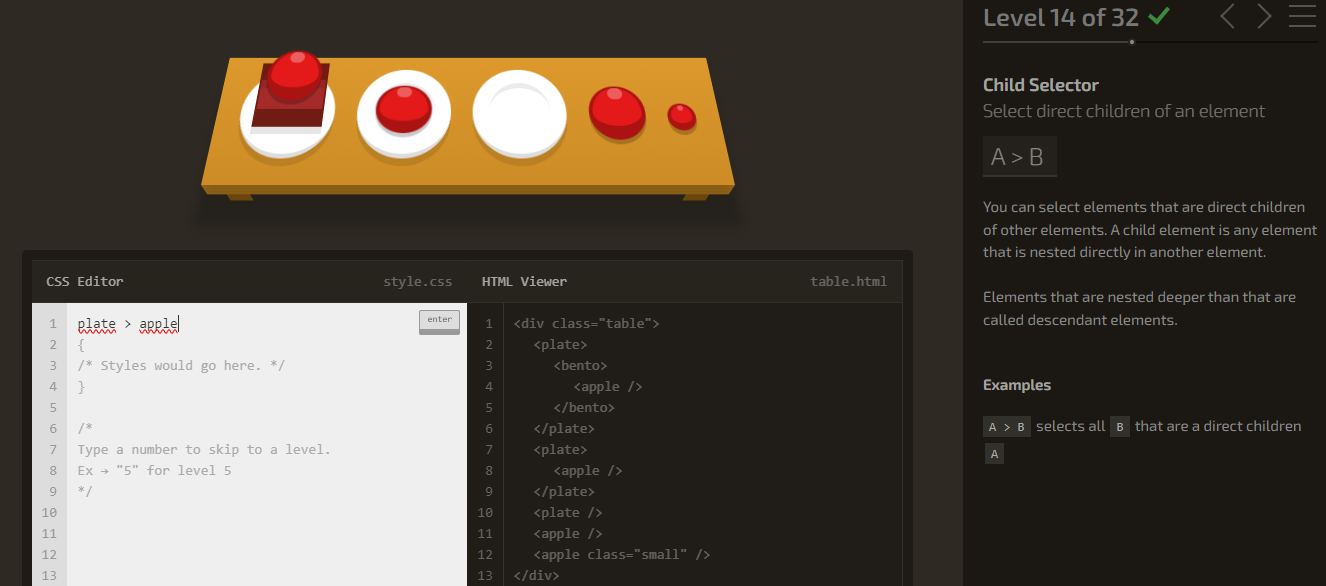 Level 14 of 32
Child Selector
Select direct children of an element
A > B
You can select elements that are direct children
of other elements. A child element is any element
that is nested directly in another element.
Elements that are nested deeper than that are
called descendant elements.
Examples
A > B selects all B that are a direct children
A
CSS Editor style.css
1 plate > apple enter
2 {
3 /* Styles would go here. */
4 }
5
6 /*
7 Type a number to skip to a level.
8 Ex → "5" for level 5
9 */
10
11
12
13
HTML Viewer table.html
1 <div class="table">
2 <plate>
3 <bento>
4 <apple />
5 </bento>
6 </plate>
7 <plate>
8 <apple />
9 </plate>
10 <plate />
11 <apple />
12 <apple class="small" />
13 </div>